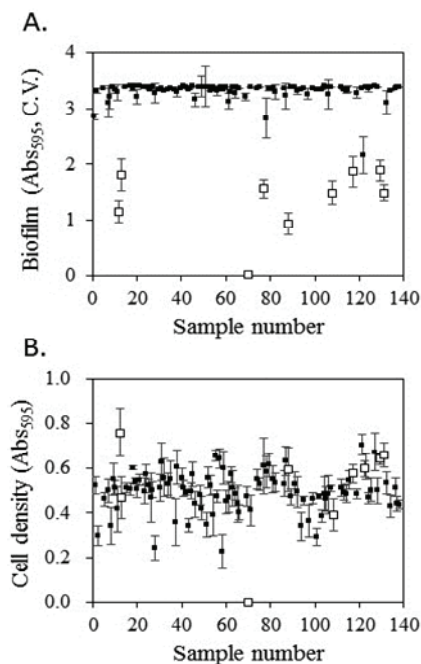 A.
4
3
2
1
0
Biofilm (Abs₅₉₅, C.V.)
0 20 40 60 80 100 120 140
Sample number
B.
1.0
0.8
0.6
0.4
0.2
0.0
Cell density (Abs₅₉₅)
0 20 40 60 80 100 120 140
Sample number